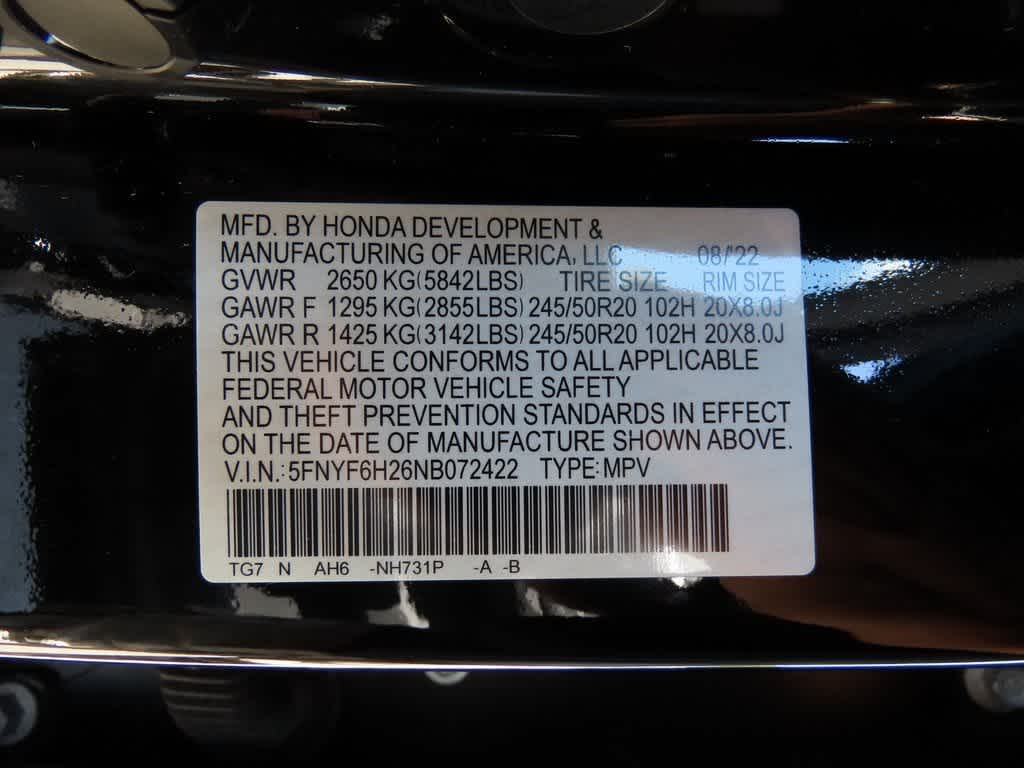 MFD. BY HONDA DEVELOPMENT &
MANUFACTURING OF AMERICA, LLC 08/'22
GVWR 2650 KG(5842LBS) TIRE SIZE RIM SIZE
GAWR F 1295 KG(2855LBS) 245/50R20 102H 20X8.0J
GAWR R 1425 KG(3142LBS) 245/50R20 102H 20X8.0J
THIS VEHICLE CONFORMS TO ALL APPLICABLE
FEDERAL MOTOR VEHICLE SAFETY
AND THEFT PREVENTION STANDARDS IN EFFECT
ON THE DATE OF MANUFACTURE SHOWN ABOVE.
V.I.N.:5FNYF6H26NB072422 TYPE:MPV
TG7 N AH6 -NH731P -A -B